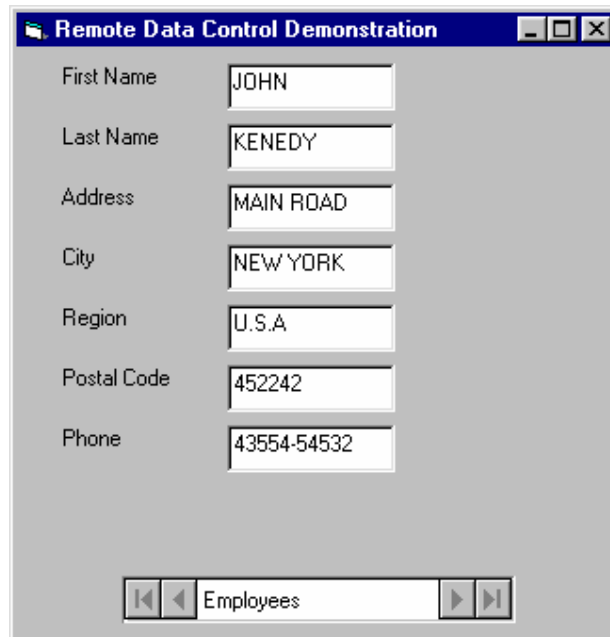 Remote Data Control Demonstration
First Name JOHN
Last Name KENEDY
Address MAIN ROAD
City NEW YORK
Region U.S.A
Postal Code 452242
Phone 43554-54532
Employees